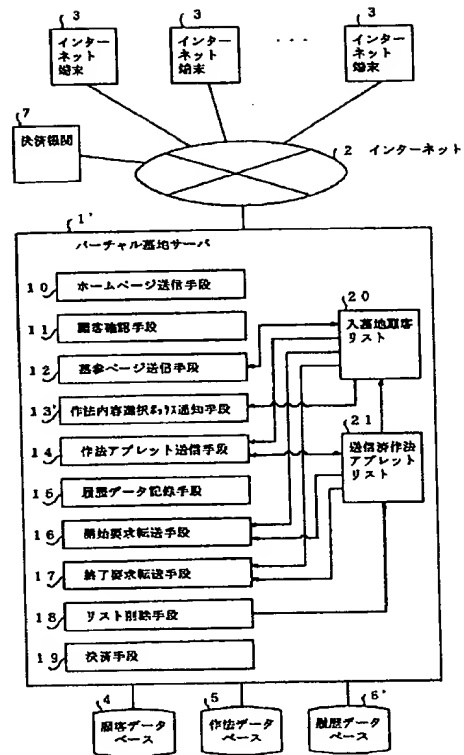 3
3
3
インター
ネット
端末
インター
ネット
端末
...
インター
ネット
端末
7
決済機関
2 インターネット
1'
バーチャル墓地サーバ
10 ホームページ送信手段
11 顧客確認手段
12 墓参ページ送信手段
13' 作法内容選択ボックス通知手段
14 作法アプレット送信手段
15 履歴データ記録手段
16 開始要求転送手段
17 終了要求転送手段
18 リスト削除手段
19 決済手段
20
入墓地顧客
リスト
21
送信済作法
アプレット
リスト
4
顧客データ
ベース
5
作法データ
ベース
6'
履歴データ
ベース